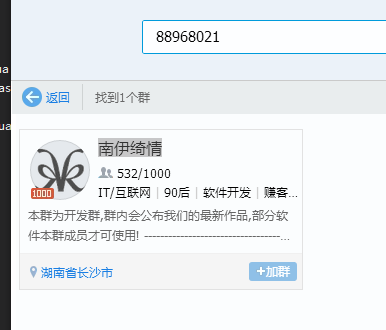 88968021
ua
as
返回 找到1个群
ua
南伊绮情
532/1000
1000
IT/互联网 | 90后 | 软件开发 | 赚客...
本群为开发群,群内会公布我们的最新作品,部分软
件本群成员才可使用! -----------------------------------...
湖南省长沙市 +加群